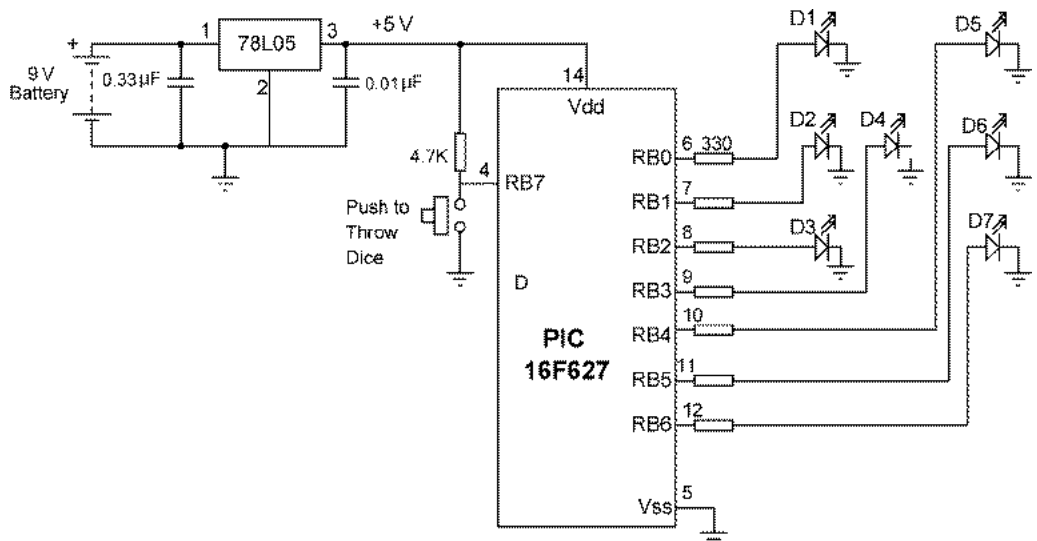 1
78L05
3
+5 V
+
9 V
Battery
0.33µF
2
0.01µF
14
Vdd
4.7K
4
RB7
Push to
Throw
Dice
D
PIC
16F627
RB0
6
330
RB1
7
RB2
8
RB3
9
RB4
10
RB5
11
RB6
12
Vss
5
D1
D5
D2
D4
D6
D3
D7